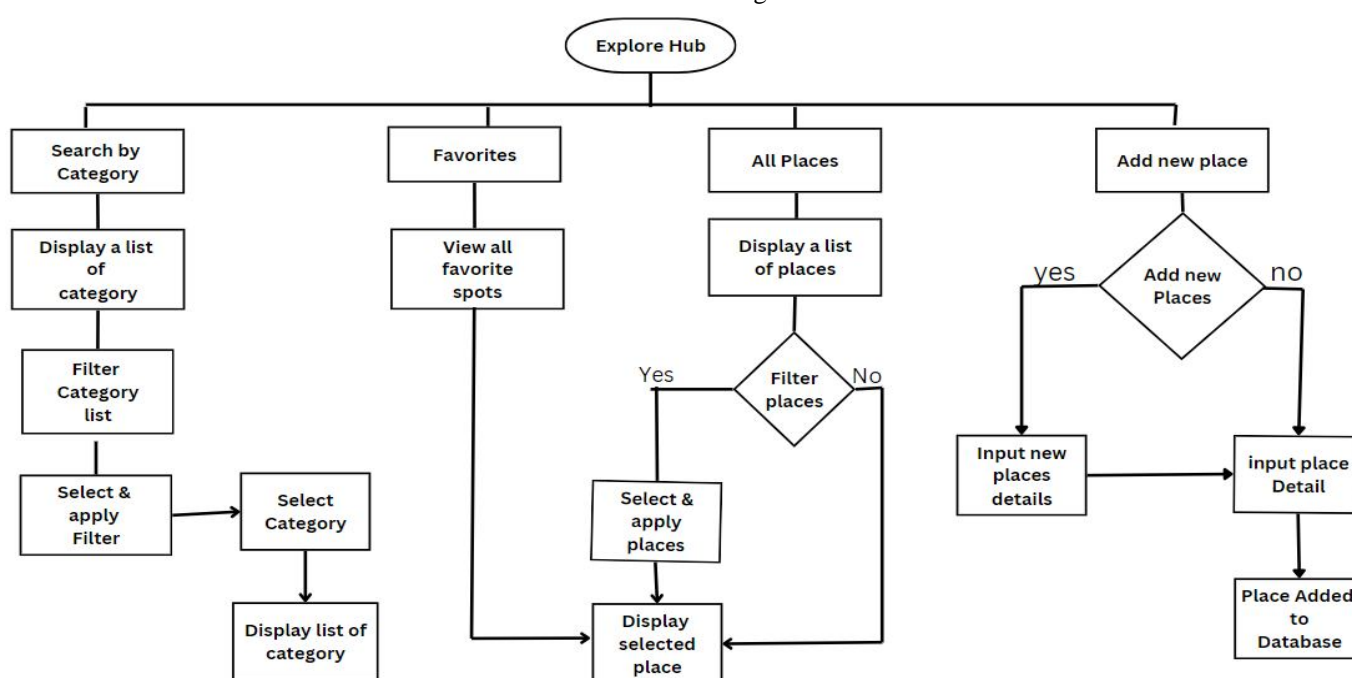 Explore Hub
Search by
Category
Favorites
All Places
Add new place
Display a list
of
category
View all
favorite
spots
Display a list
of places
Add new
Places
yes
no
Filter
Category
list
Filter
places
Yes
No
Select &
apply
Filter
Select
Category
Select &
apply
places
Input new
places
details
input place
Detail
Display list of
category
Display
selected
place
Place Added
to
Database